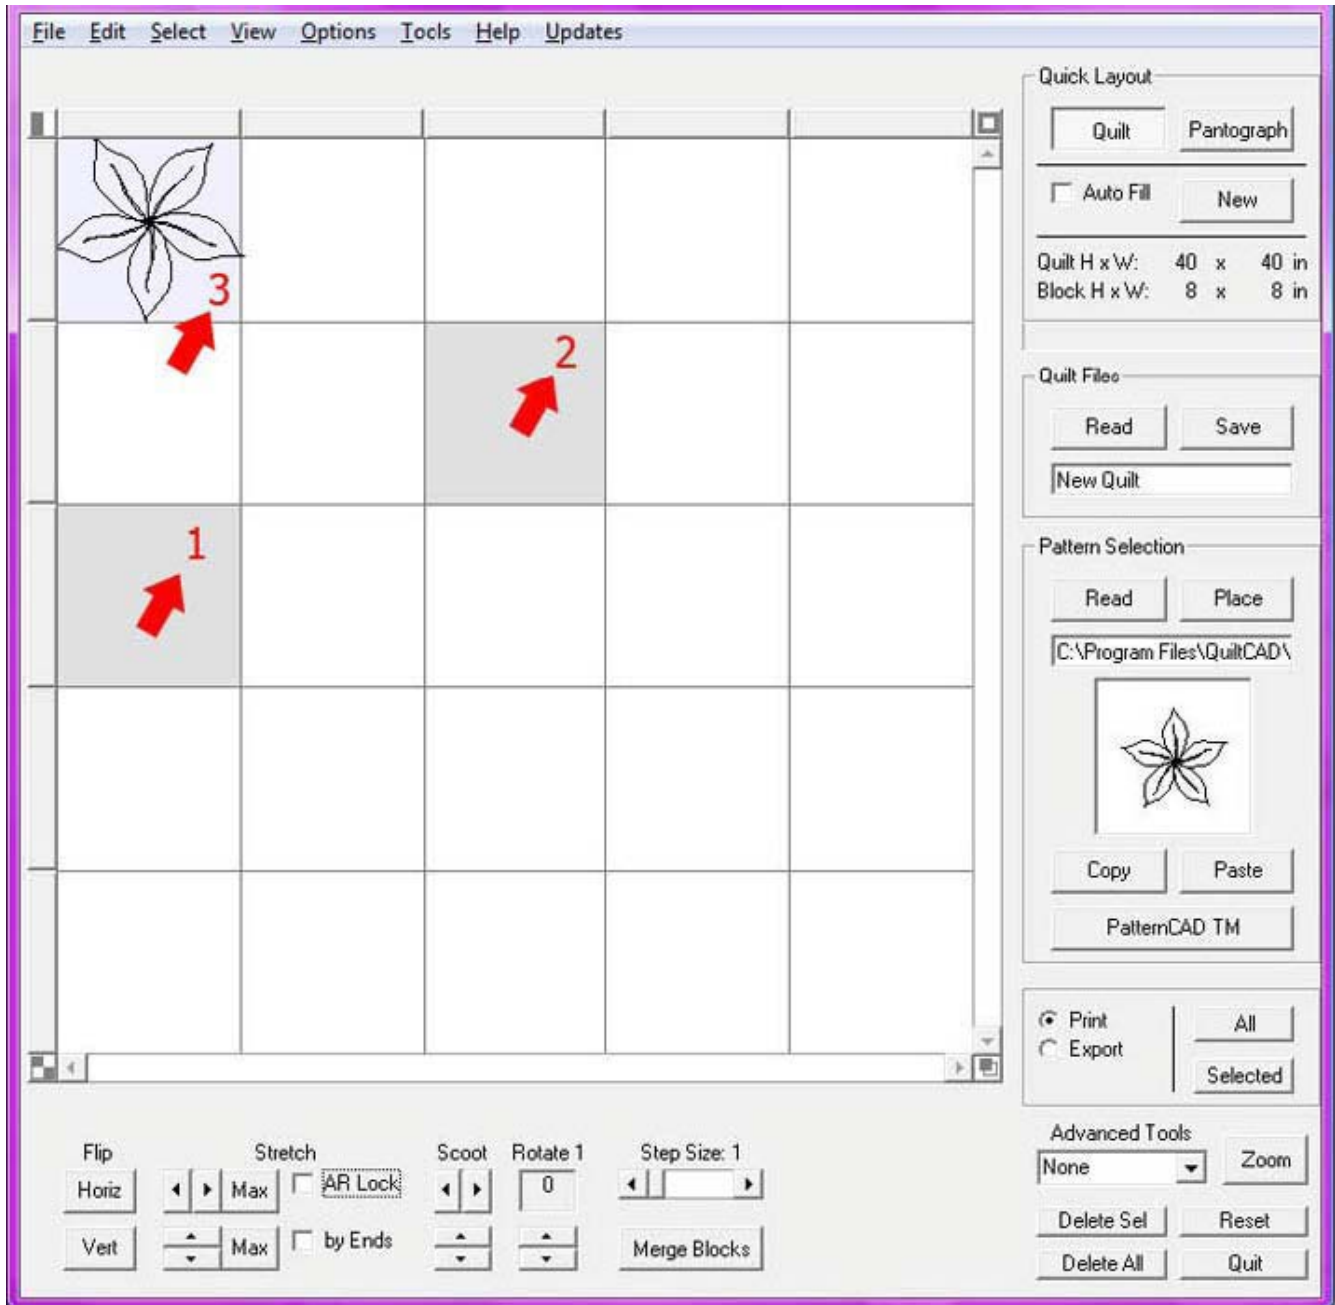 File Edit Select View Options Tools Help Updates
Quick Layout
Quilt Pantograph
Auto Fill New
Quilt H x W: 40 x 40 in
Block H x W: 8 x 8 in
3
2
Quilt Files
Read Save
New Quilt
1
Pattern Selection
Read Place
C:\Program Files\QuiltCAD\
Copy Paste
PatternCAD TM
Print All
Export
Selected
Flip Stretch Scoot Rotate 1 Step Size: 1
Horiz Max AR Lock 0
Vert Max by Ends Merge Blocks
Advanced Tools
None Zoom
Delete Sel Reset
Delete All Quit